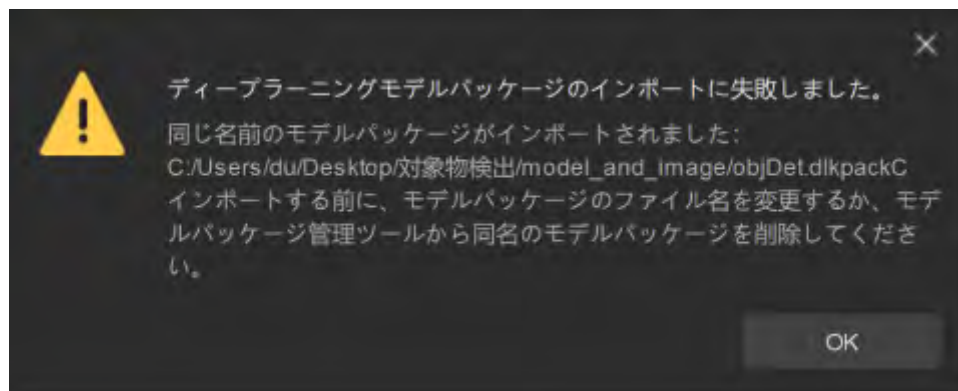 ディープラーニングモデルパッケージのインポートに失敗しました。
同じ名前のモデルパッケージがインポートされました:
C:/Users/du/Desktop/対象物検出/model_and_image/objDet.dlkpackC
インポートする前に、モデルパッケージのファイル名を変更するか、モデ
ルパッケージ管理ツールから同名のモデルパッケージを削除してくださ
い。
OK